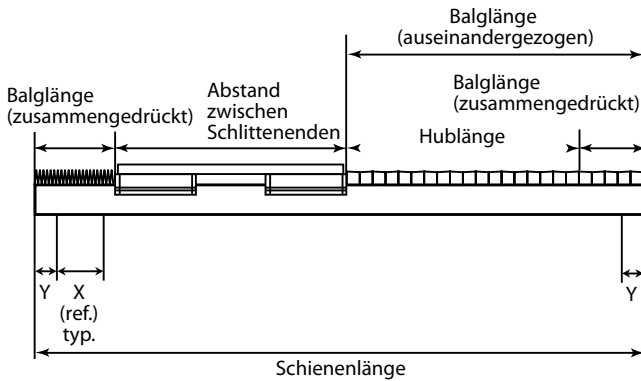 Balglänge
(auseinandergezogen)
Balglänge
(zusammengedrückt)
Abstand
zwischen
Schlittenenden
Balglänge
(zusammengedrückt)
Hublänge
Y
X
(ref.)
typ.
Y
Schienenlänge